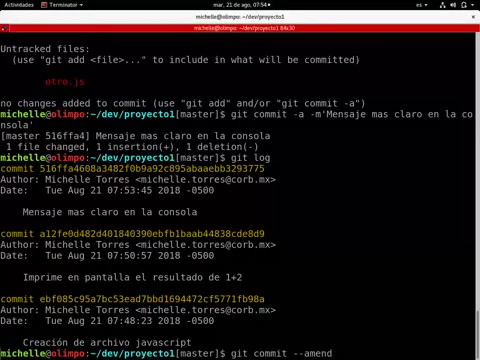 Actividades Terminator ▾ mar, 21 de ago, 07:54 es
michelle@olimpo:~/dev/proyecto1
michelle@olimpo:~/dev/proyecto1 84x30
Untracked files:
(use "git add <file>..." to include in what will be committed)
otro.js
no changes added to commit (use "git add" and/or "git commit -a")
michelle@olimpo:~/dev/proyecto1[master]$ git commit -a -m'Mensaje mas claro en la co
nsola'
[master 516ffa4] Mensaje mas claro en la consola
1 file changed, 1 insertion(+), 1 deletion(-)
michelle@olimpo:~/dev/proyecto1[master]$ git log
commit 516ffa4608a3482f0b9a92c895abaaebb3293775
Author: Michelle Torres <michelle.torres@corb.mx>
Date: Tue Aug 21 07:53:45 2018 -0500
Mensaje mas claro en la consola
commit a12fe0d482d401840390ebfb1baab44838cde8d9
Author: Michelle Torres <michelle.torres@corb.mx>
Date: Tue Aug 21 07:50:57 2018 -0500
Imprime en pantalla el resultado de 1+2
commit ebf085c95a7bc53ead7bbd1694472cf5771fb98a
Author: Michelle Torres <michelle.torres@corb.mx>
Date: Tue Aug 21 07:48:23 2018 -0500
Creación de archivo javascript
michelle@olimpo:~/dev/proyecto1[master]$ git commit --amend